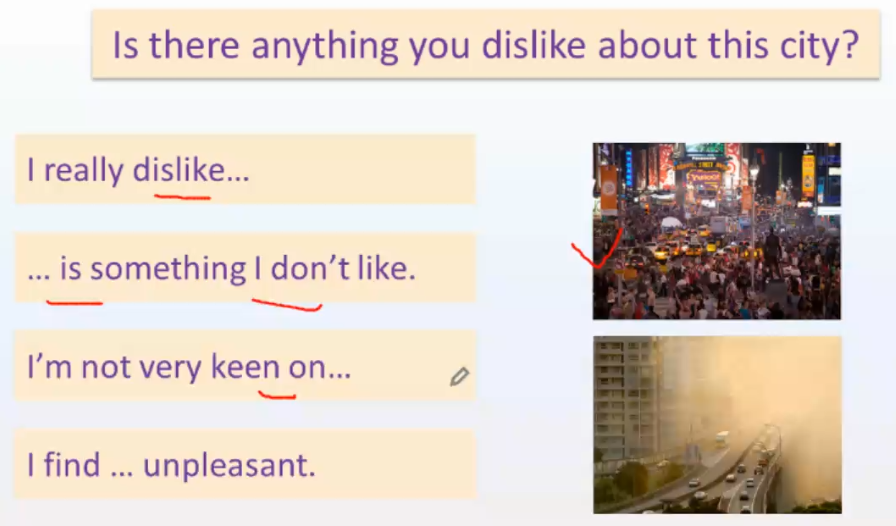 Is there anything you dislike about this city?
I really dislike...
... is something I don't like.
I'm not very keen on...
I find ... unpleasant.
YAHOO!